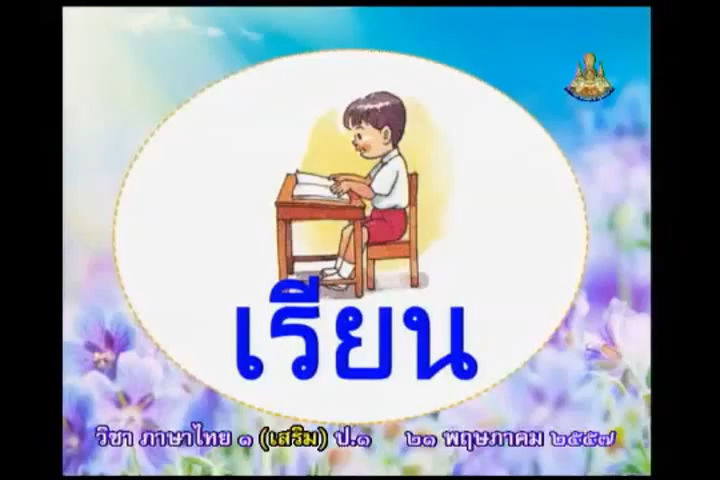 เรียน
วิชา ภาษาไทย ๑ (เสริม) ป.๑ ๒๑ พฤษภาคม ๒๕๕๗